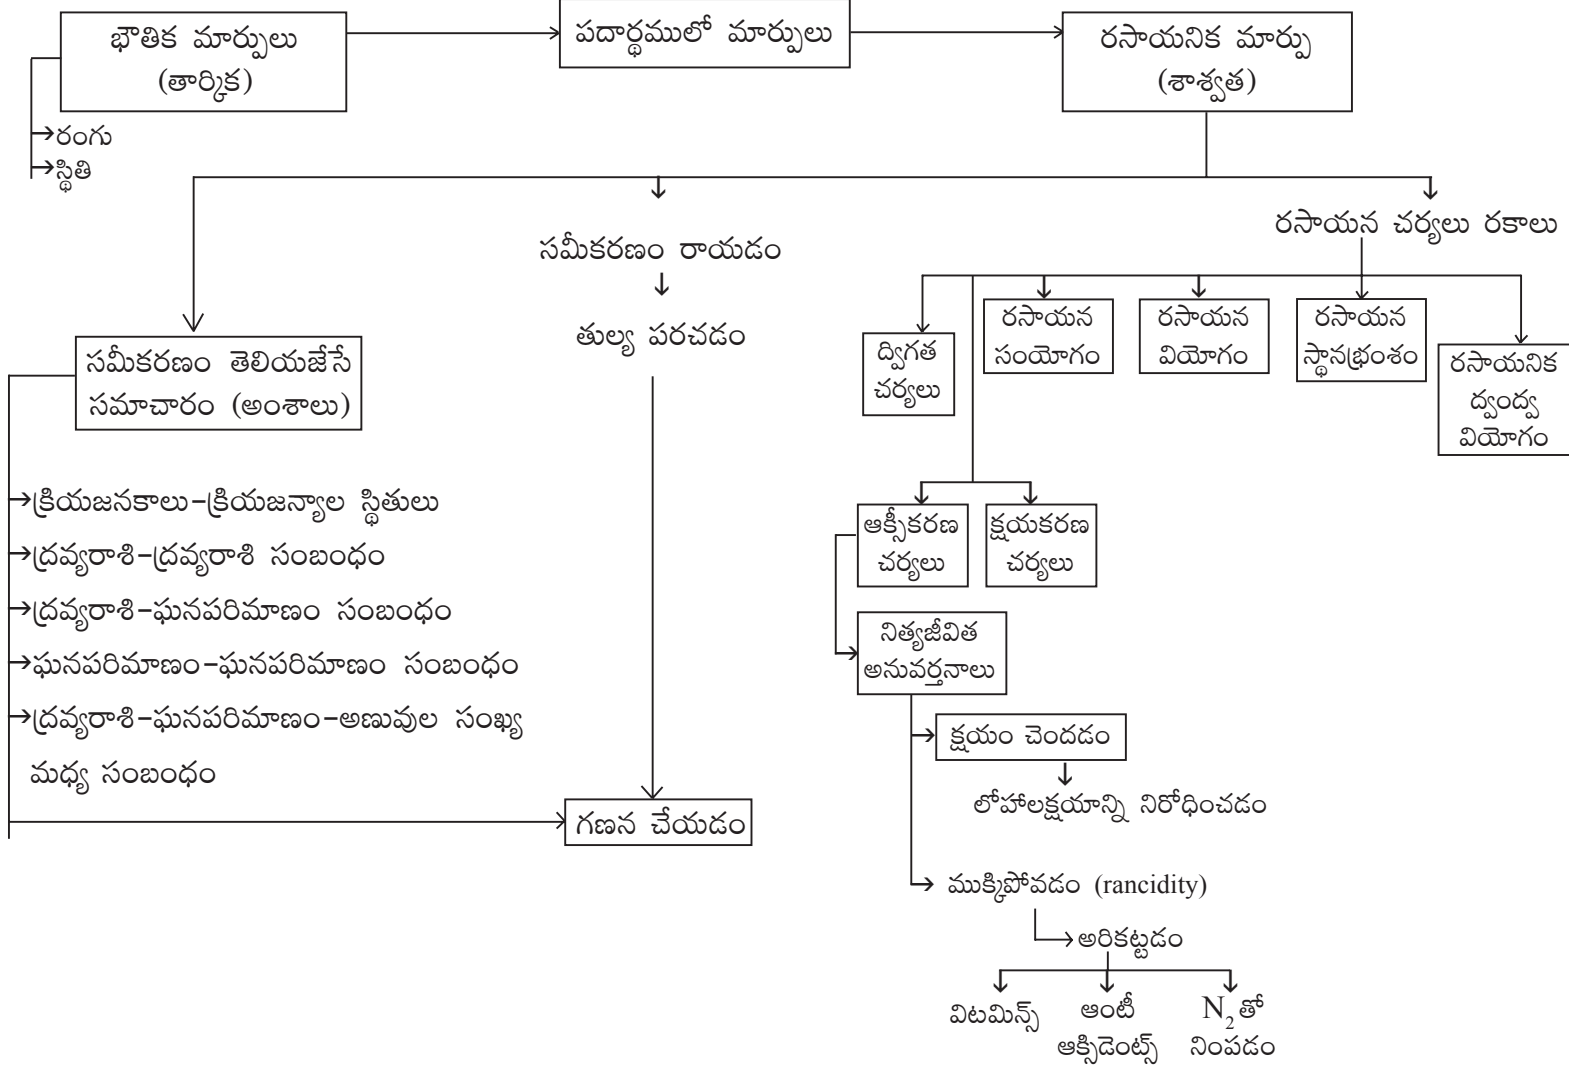 భౌతిక మార్పులు
(తార్కిక)
పదార్థములో మార్పులు
రసాయనిక మార్పు
(శాశ్వత)
రంగు
స్థితి
సమీకరణం తెలియజేసే
సమాచారం (అంశాలు)
క్రియజనకాలు-క్రియజన్యాల స్థితులు
ద్రవ్యరాశి-ద్రవ్యరాశి సంబంధం
ద్రవ్యరాశి-ఘనపరిమాణం సంబంధం
ఘనపరిమాణం-ఘనపరిమాణం సంబంధం
ద్రవ్యరాశి-ఘనపరిమాణం-అణువుల సంఖ్య
మధ్య సంబంధం
సమీకరణం రాయడం
తుల్య పరచడం
గణన చేయడం
రసాయన చర్యలు రకాలు
ద్విగత
చర్యలు
రసాయన
సంయోగం
రసాయన
వియోగం
రసాయన
స్థానభ్రంశం
రసాయనిక
ద్వంద్వ
వియోగం
ఆక్సీకరణ
చర్యలు
క్షయకరణ
చర్యలు
నిత్యజీవిత
అనువర్తనాలు
క్షయం చెందడం
లోహాలక్షయాన్ని నిరోధించడం
ముక్కిపోవడం (rancidity)
అరికట్టడం
విటమిన్స్
ఆంటీ
ఆక్సిడెంట్స్
N₂తో
నింపడం